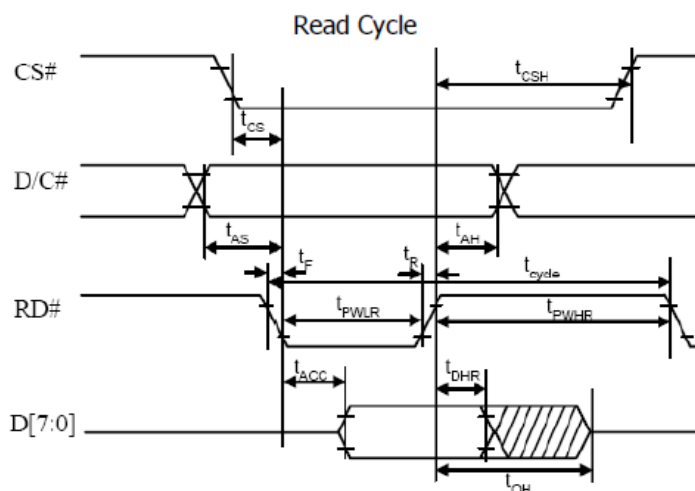 Read Cycle
CS#
tCSH
tCS
D/C#
tAS
tAH
tF
tR
tcycle
RD#
tPWLR
tPWHR
tACC
tDHR
D[7:0]
tOH